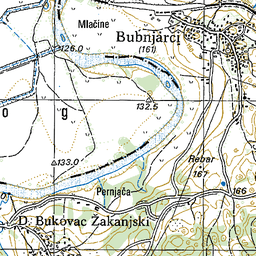 Mlačine
Bubnjarci
126.0
(161)
132.5
o
g
133.0
Rebar
167
166
Pernjača
D. Bukovac Žakanjski